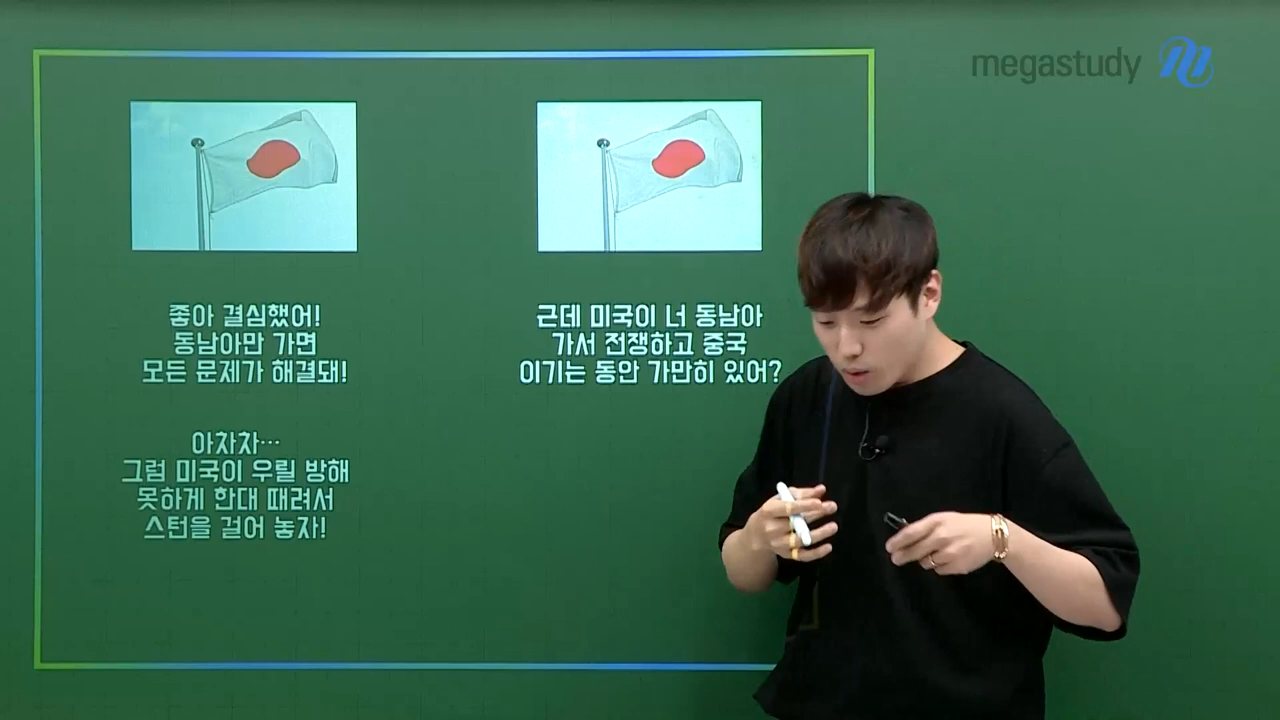 megastudy
좋아 결심했어!
동남아만 가면
모든 문제가 해결돼!
아차차…
그럼 미국이 우릴 방해
못하게 한대 때려서
스턴을 걸어 놓자!
근데 미국이 너 동남아
가서 전쟁하고 중국
이기는 동안 가만히 있어?